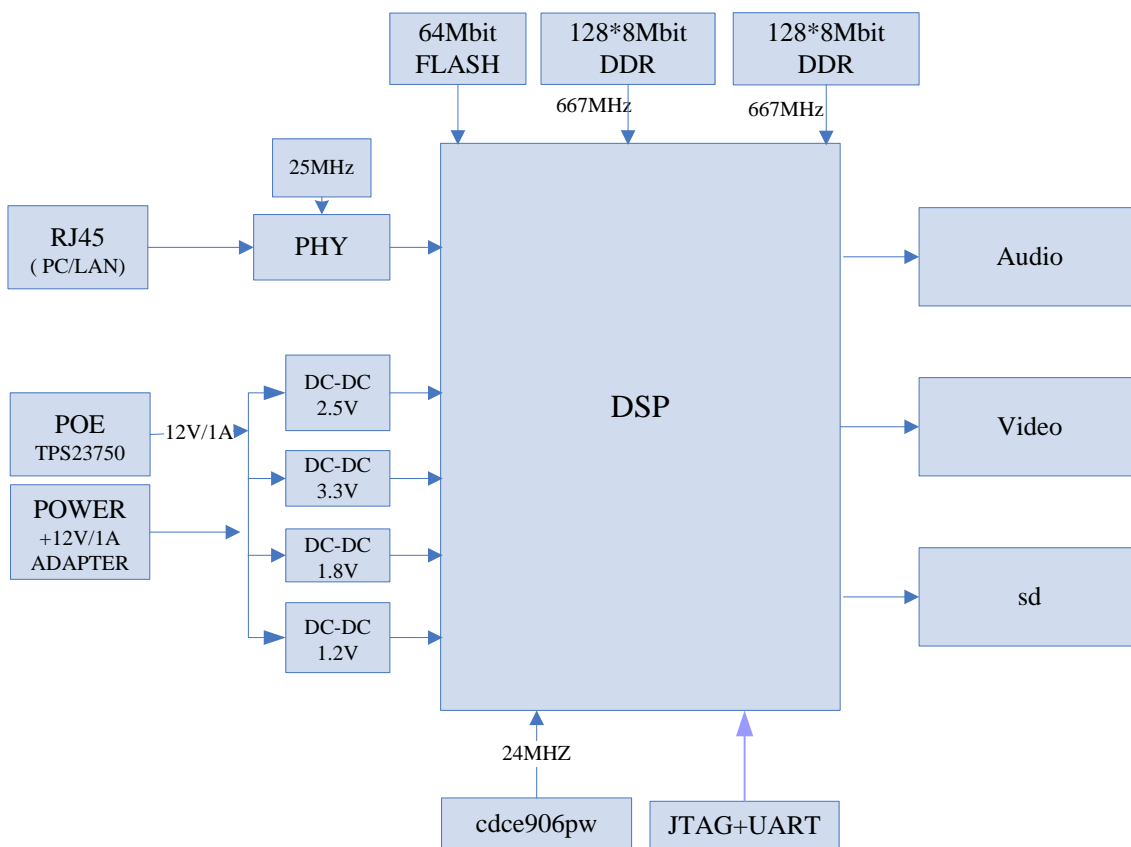 64Mbit
FLASH
128*8Mbit
DDR
128*8Mbit
DDR
667MHz
667MHz
25MHz
RJ45
( PC/LAN)
PHY
Audio
DC-DC
2.5V
POE
TPS23750
12V/1A
DSP
Video
DC-DC
3.3V
POWER
+12V/1A
ADAPTER
DC-DC
1.8V
sd
DC-DC
1.2V
24MHZ
cdce906pw
JTAG+UART